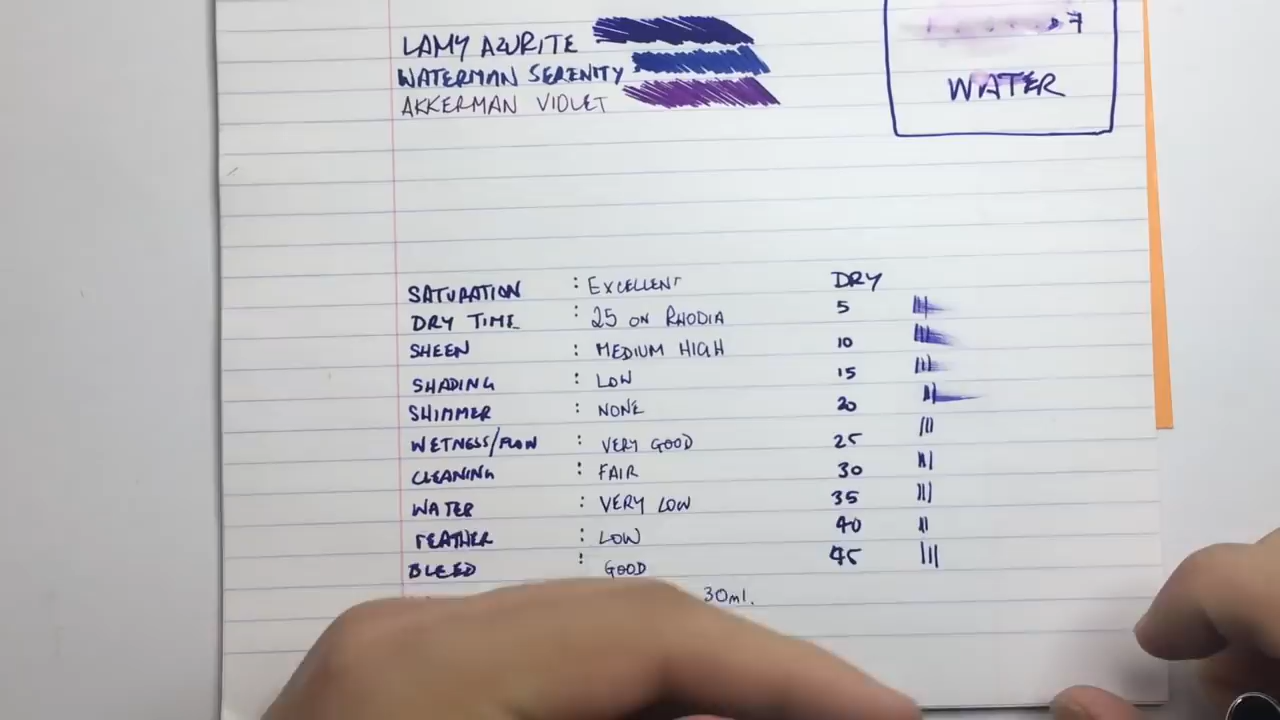 LAMY AZURITE
WATERMAN SERENITY
AKKERMAN VIOLET
7
WATER
SATURATION : EXCELLENT
DRY TIME : 25 ON RHODIA
SHEEN : MEDIUM HIGH
SHADING : LOW
SHIMMER : NONE
WETNESS/FLOW : VERY GOOD
CLEANING : FAIR
WATER : VERY LOW
FEATHER : LOW
BLEED : GOOD
30ml.
DRY
5
10
15
20
25
30
35
40
45